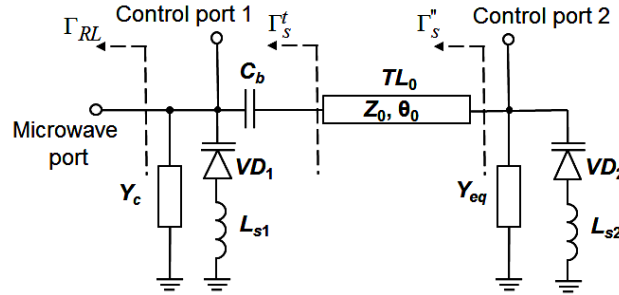 Control port 1
Control port 2
Γ_RL
Γ_s^t
Γ_s^"
C_b
TL_0
Z_0, θ_0
Microwave
port
VD_1
VD_2
Y_c
Y_eq
L_s1
L_s2